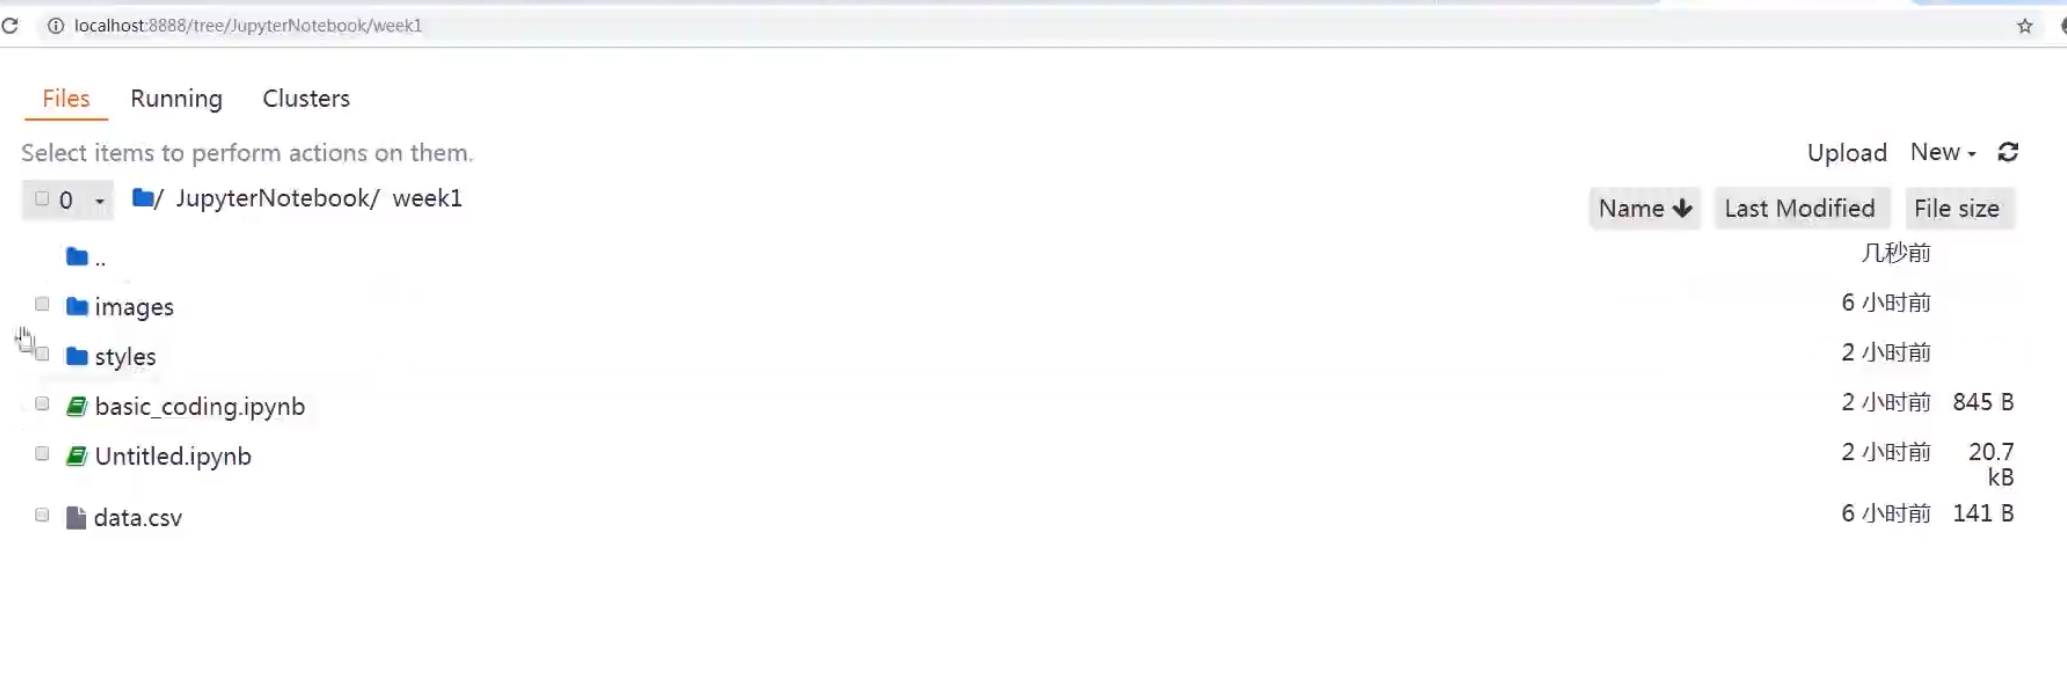 localhost:8888/tree/JupyterNotebook/week1
Files Running Clusters
Select items to perform actions on them.
Upload New
0 / JupyterNotebook/ week1
Name Last Modified File size
.. 几秒前
images 6 小时前
styles 2 小时前
basic_coding.ipynb 2 小时前 845 B
Untitled.ipynb 2 小时前 20.7
kB
data.csv 6 小时前 141 B